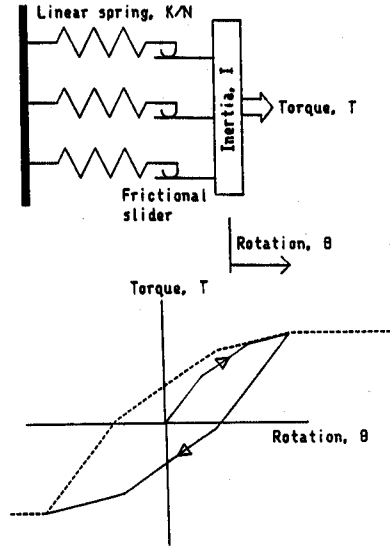 Linear spring, K/N
Inertia, I
Torque, T
Frictional
slider
Rotation, θ
Torque, T
Rotation, θ